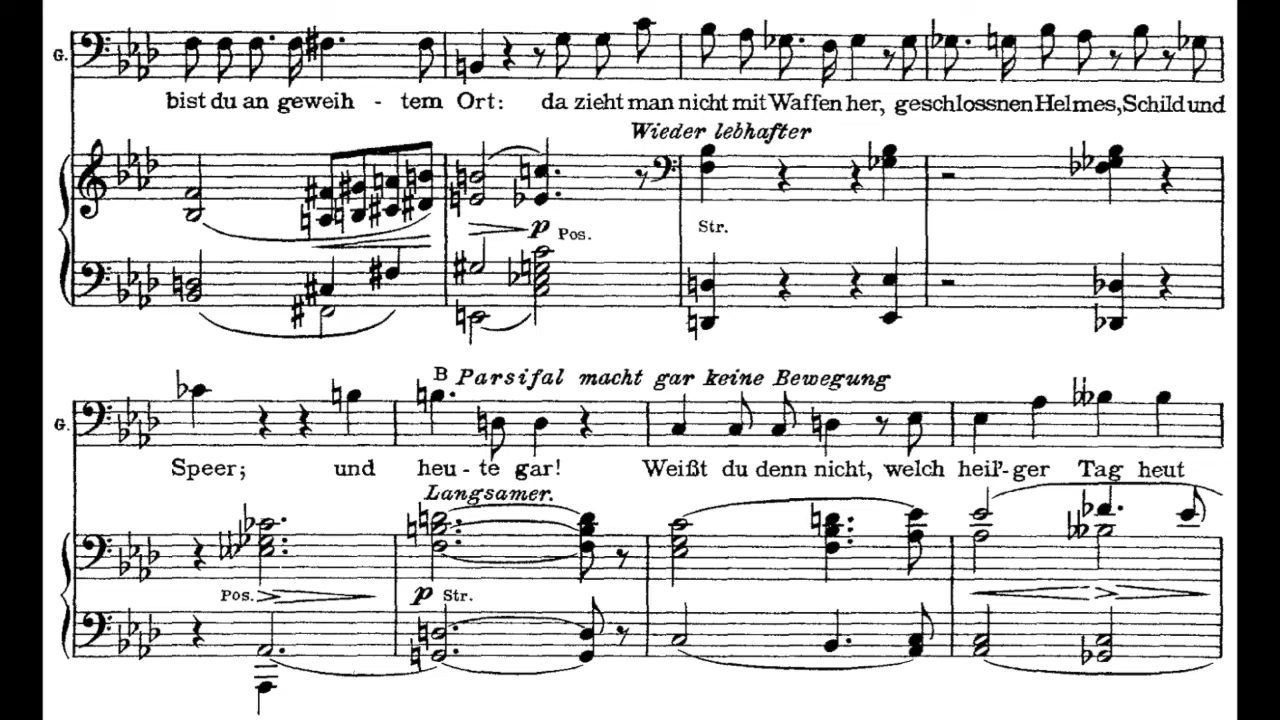 G.
bist du an geweih - tem Ort: da zieht man nicht mit Waffen her, geschlossnen Helmes, Schild und
Wieder lebhafter
p Pos. Str.
B Parsifal macht gar keine Bewegung
G.
Speer; und heu - te gar! Weißt du denn nicht, welch heil'-ger Tag heut
Langsamer.
Pos. p Str.